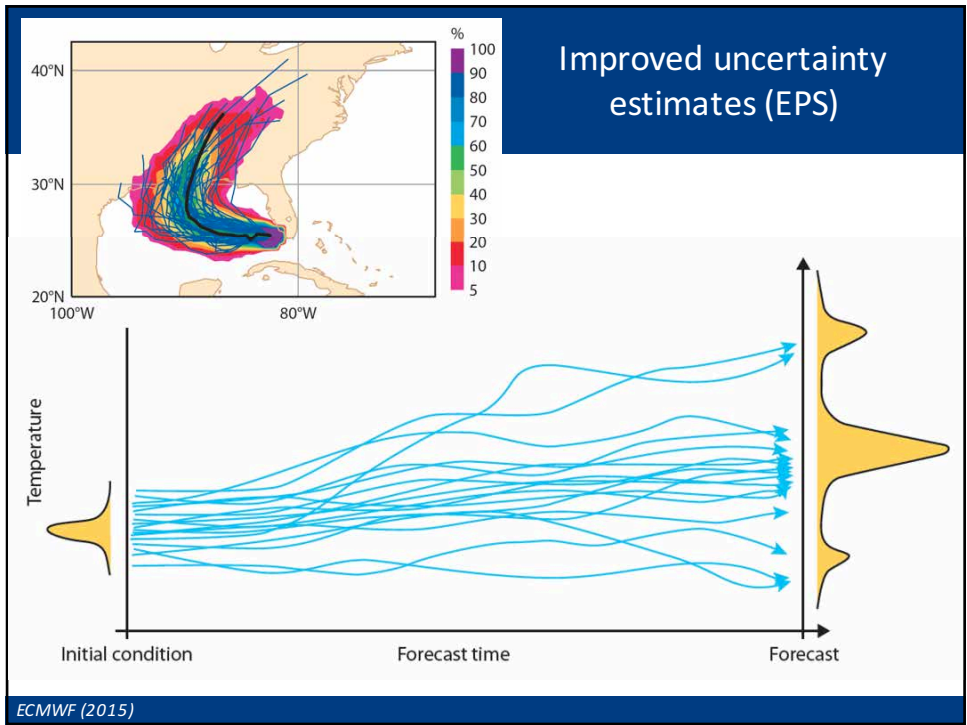 Improved uncertainty
estimates (EPS)
%
100
90
80
70
60
50
40
30
20
10
5
40°N
30°N
20°N
100°W
80°W
Temperature
Initial condition
Forecast time
Forecast
ECMWF (2015)